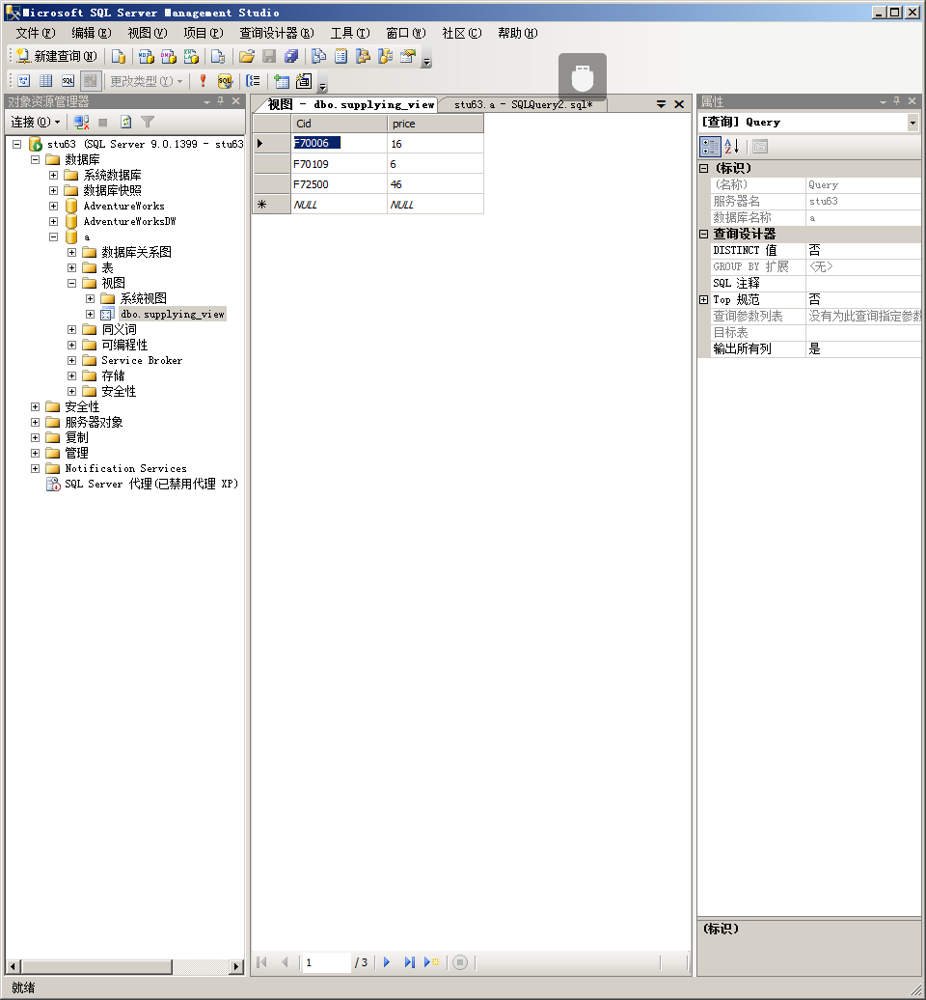 Microsoft SQL Server Management Studio
文件(F) 编辑(E) 视图(V) 项目(P) 查询设计器(R) 工具(T) 窗口(W) 社区(C) 帮助(H)
新建查询(N)
更改类型(Y)
对象资源管理器
连接(O)
stu63 (SQL Server 9.0.1399 - stu63
数据库
系统数据库
数据库快照
AdventureWorks
AdventureWorksDW
a
数据库关系图
表
视图
系统视图
dbo.supplying_view
同义词
可编程性
Service Broker
存储
安全性
安全性
服务器对象
复制
管理
Notification Services
SQL Server 代理(已禁用代理 XP)
视图 - dbo.supplying_view stu63.a - SQLQuery2.sql*
Cid price
F70006 16
F70109 6
F72500 46
NULL NULL
1 / 3
属性
[查询] Query
(标识)
(名称) Query
服务器名 stu63
数据库名称 a
查询设计器
DISTINCT 值 否
GROUP BY 扩展 <无>
SQL 注释
Top 规范 否
查询参数列表 没有为此查询指定参数
目标表
输出所有列 是
(标识)
就绪